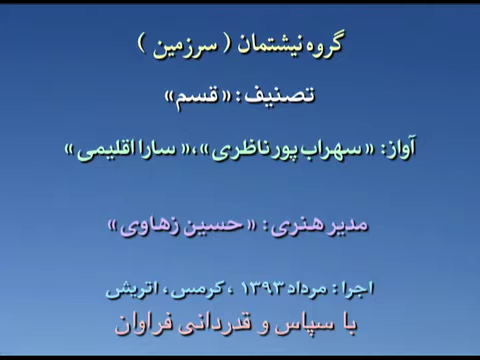 گروه نیشتمان ( سرزمین )
تصنیف: « قسم»
آواز: « سهراب پورناظری»،« سارا اقلیمی»
مدیر هنری: « حسین زهاوی»
اجرا : مرداد ۱۳۹۳ ، کرمس، اتریش
با سپاس و قدردانی فراوان